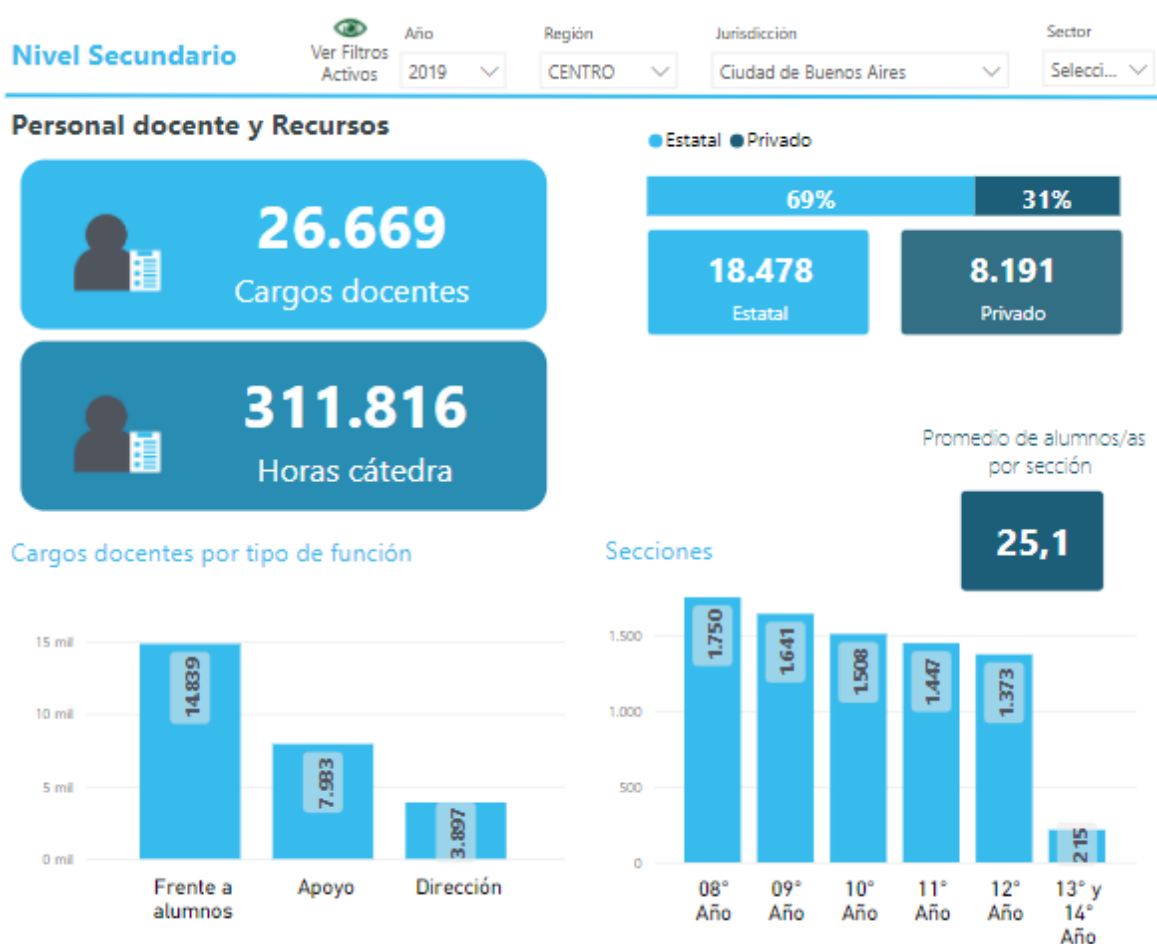 Nivel Secundario
Ver Filtros
Activos
Año
2019
Región
CENTRO
Jurisdicción
Ciudad de Buenos Aires
Sector
Selecci...
Personal docente y Recursos
26.669
Cargos docentes
311.816
Horas cátedra
Estatal Privado
69% 31%
18.478
Estatal
8.191
Privado
Promedio de alumnos/as
por sección
25,1
Cargos docentes por tipo de función
15 mil
10 mil
5 mil
0 mil
14.839
7.983
3.897
Frente a
alumnos
Apoyo
Dirección
Secciones
1.500
1.000
500
0
1.750
1.641
1.508
1.447
1.373
215
08°
Año
09°
Año
10°
Año
11°
Año
12°
Año
13° y
14°
Año